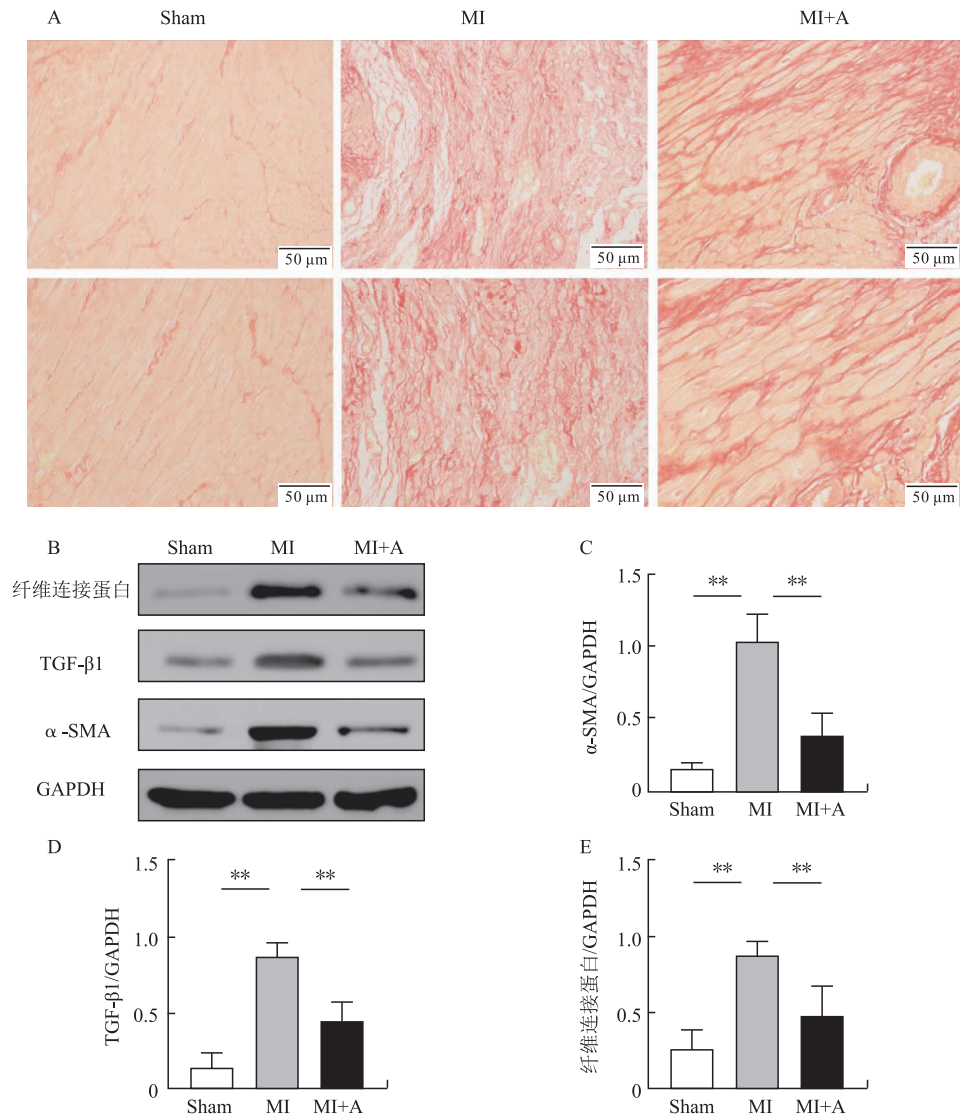 A Sham MI MI+A
50 μm 50 μm 50 μm
50 μm 50 μm 50 μm
B Sham MI MI+A
纤维连接蛋白
TGF-β1
α-SMA
GAPDH
C
1.5
** **
1.0
0.5
0
α-SMA/GAPDH
Sham MI MI+A
D
1.5
** **
1.0
0.5
0
TGF-β1/GAPDH
Sham MI MI+A
E
1.5
** **
1.0
0.5
0
纤维连接蛋白/GAPDH
Sham MI MI+A